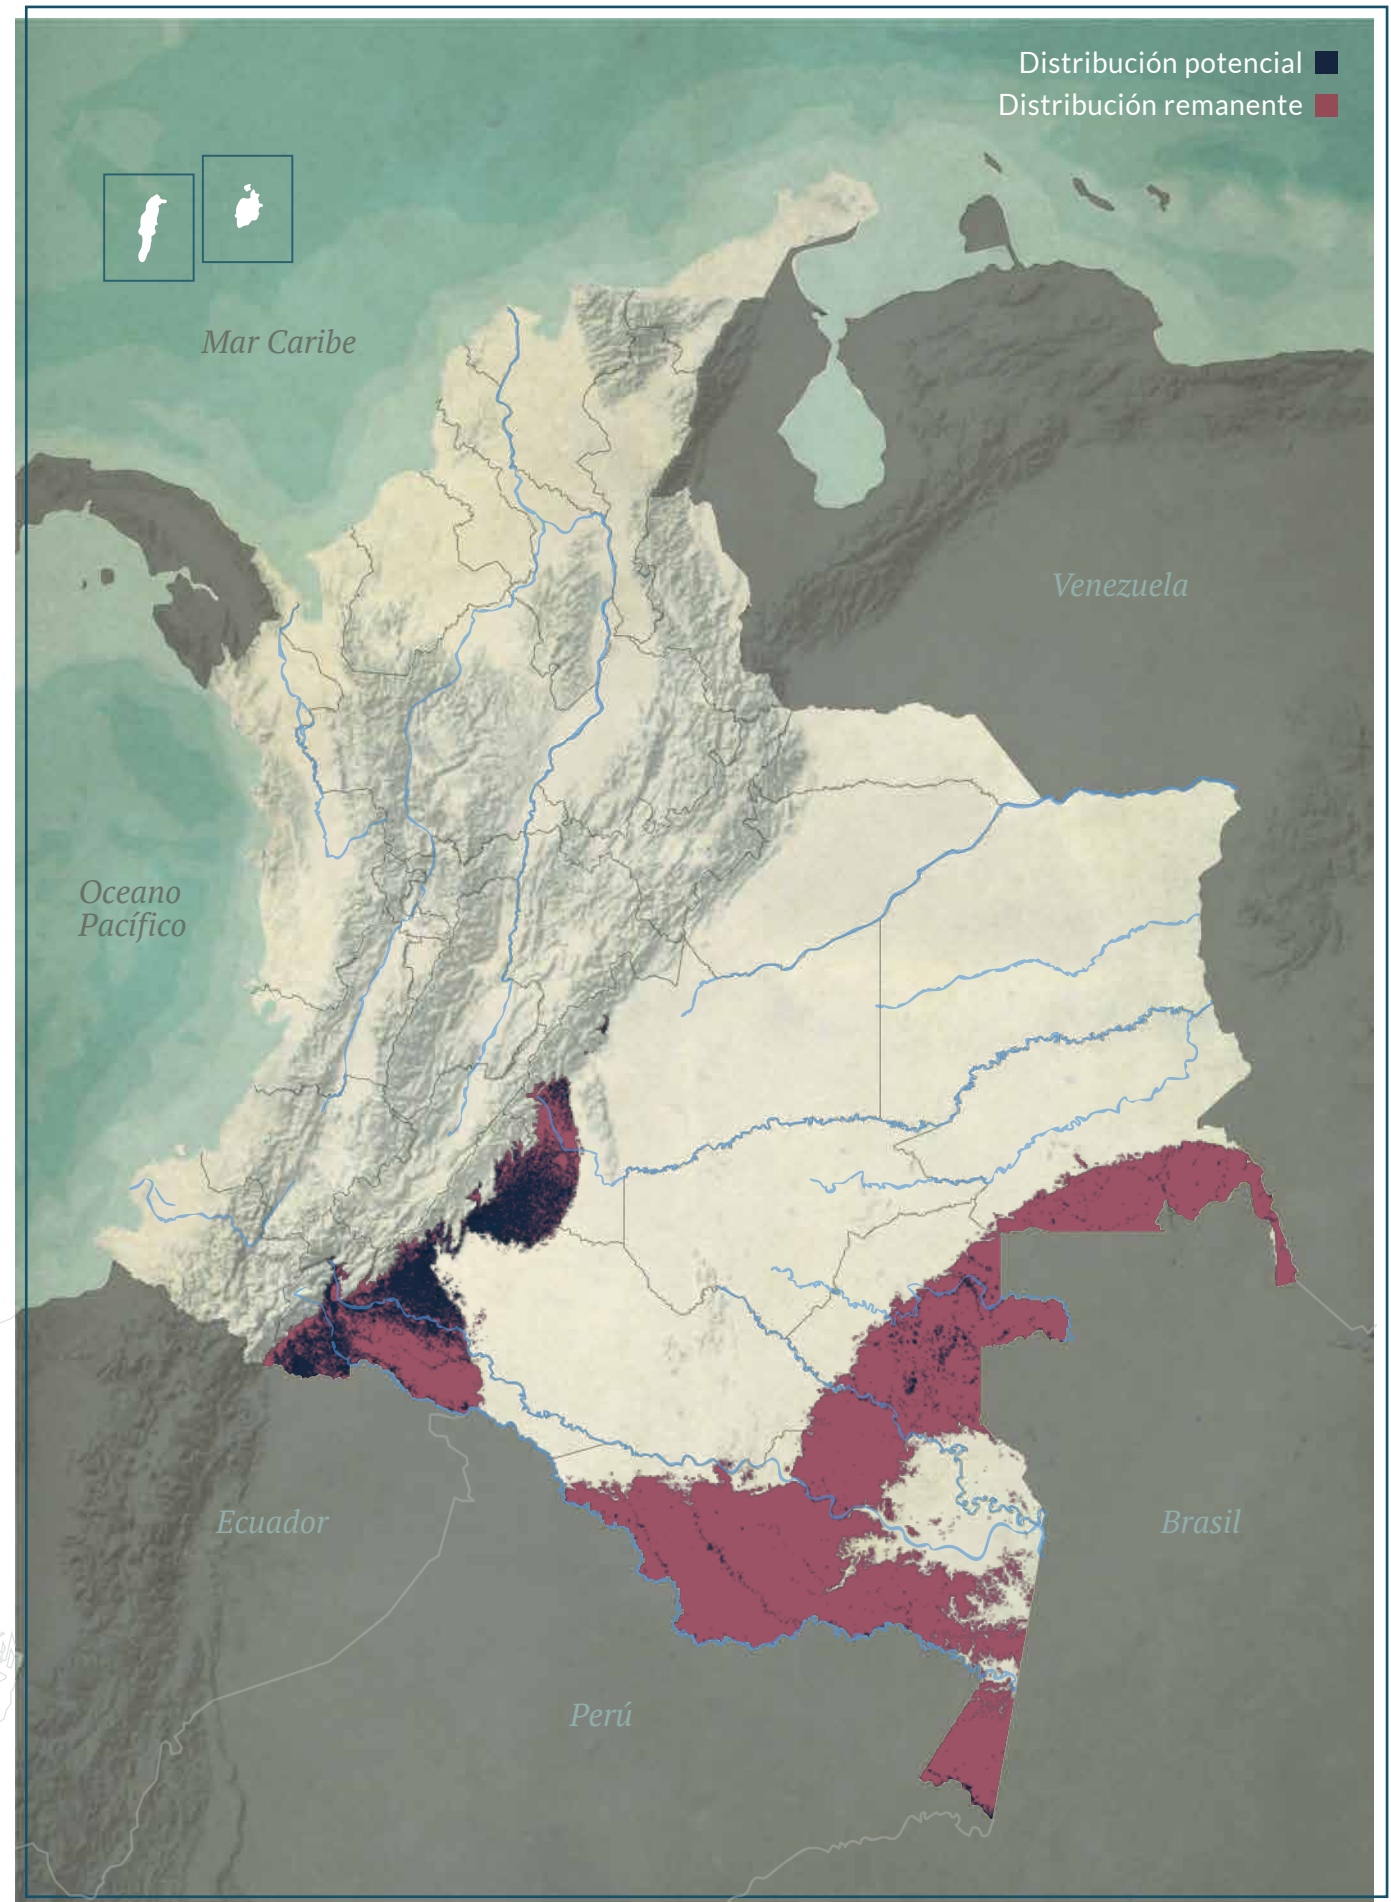 Distribución potencial
Distribución remanente
Mar Caribe
Venezuela
Oceano
Pacífico
Ecuador
Brasil
Perú